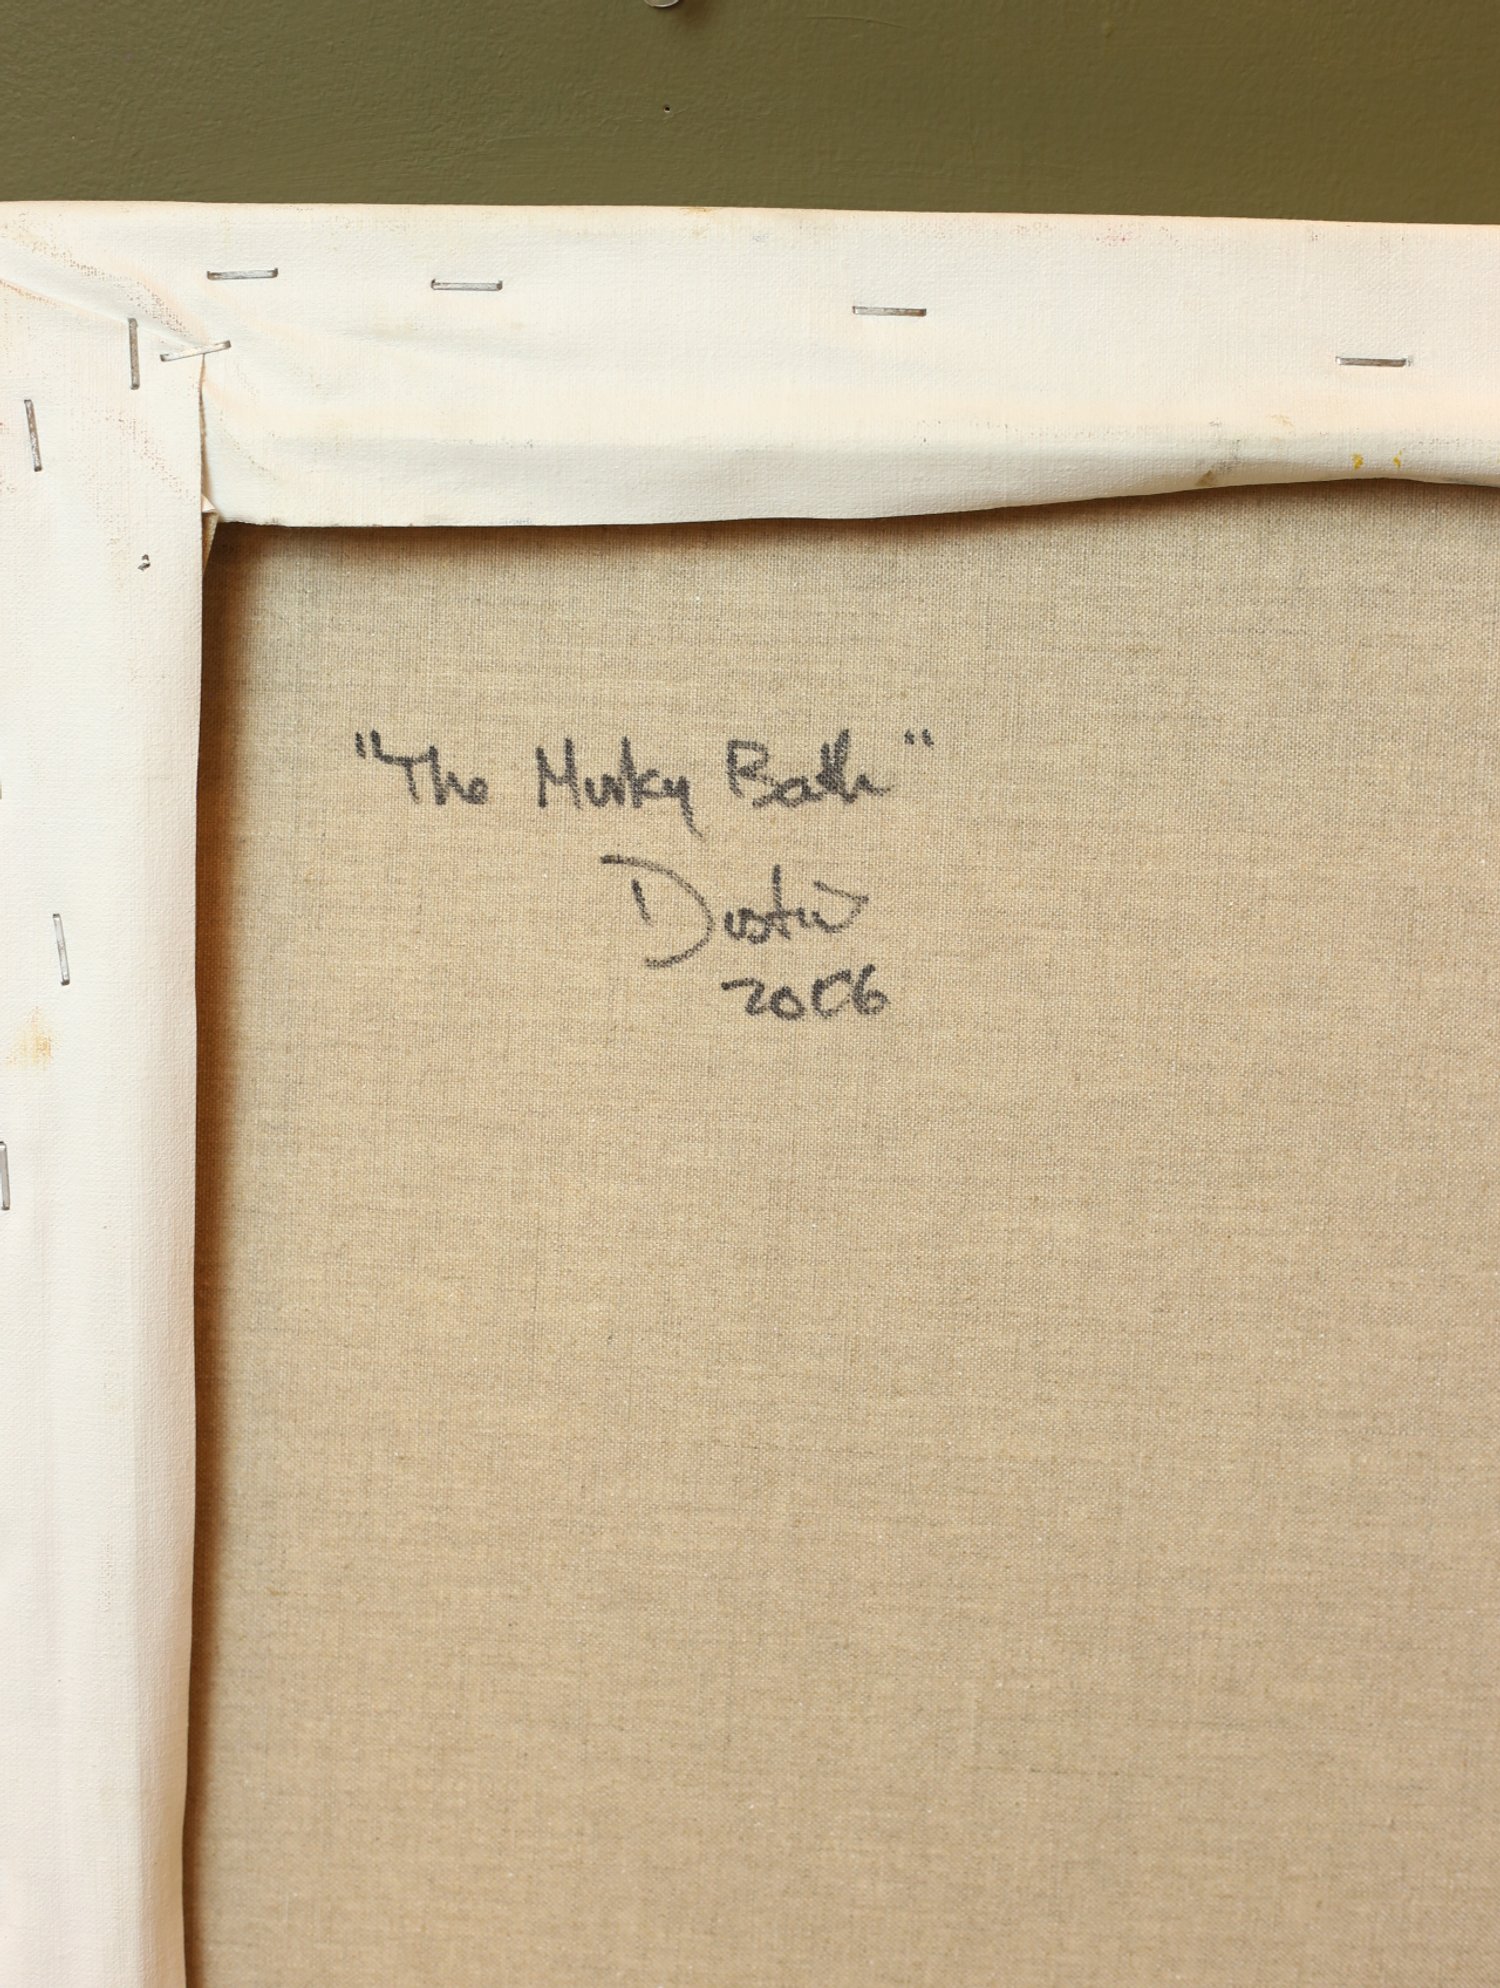 "The Murky Bath"
Dustin
2006